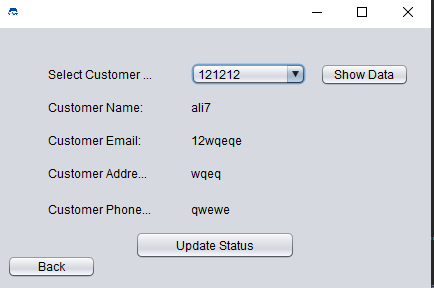 Select Customer ... 121212 Show Data
Customer Name: ali7
Customer Email: 12wqeqe
Customer Addre... wqeq
Customer Phone... qwewe
Update Status
Back